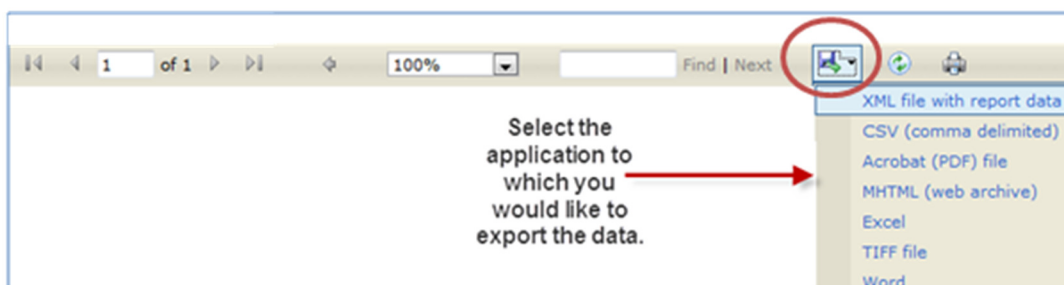 1 of 1 100% Find | Next
XML file with report data
CSV (comma delimited)
Acrobat (PDF) file
MHTML (web archive)
Excel
TIFF file
Word
Select the
application to
which you
would like to
export the data.